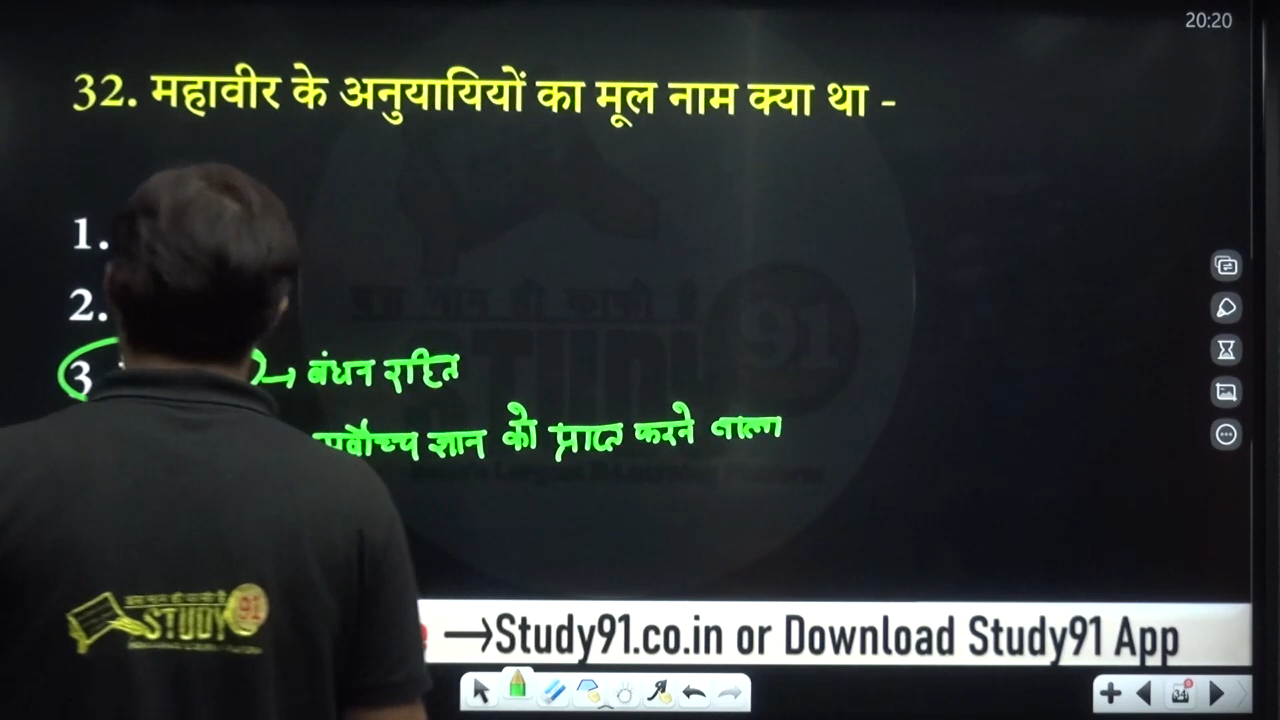 20:20
32. महावीर के अनुयायियों का मूल नाम क्या था -
1.
2.
3 → बंधन रहित
सर्वोच्च ज्ञान को प्राप्त करने वाला
STUDY 91
→Study91.co.in or Download Study91 App